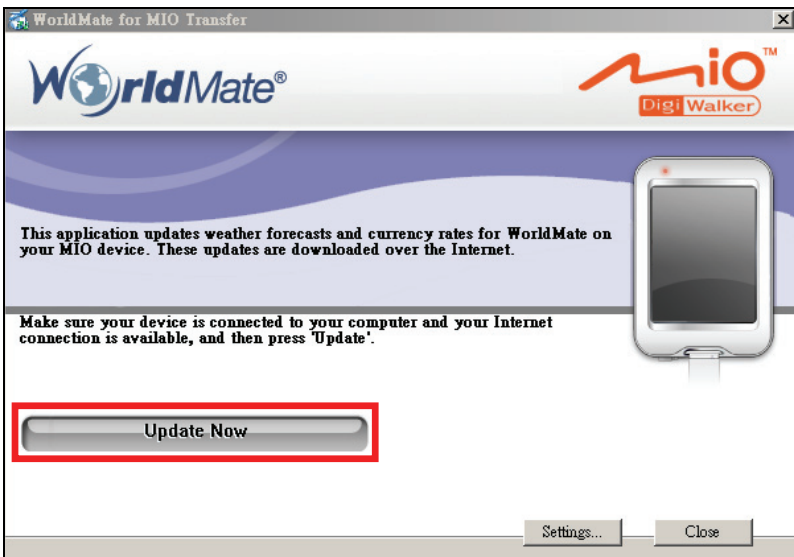 WorldMate for MIO Transfer
WorldMate®
Mio™
DigiWalker
This application updates weather forecasts and currency rates for WorldMate on
your MIO device. These updates are downloaded over the Internet.
Make sure your device is connected to your computer and your Internet
connection is available, and then press 'Update'.
Update Now
Settings...
Close